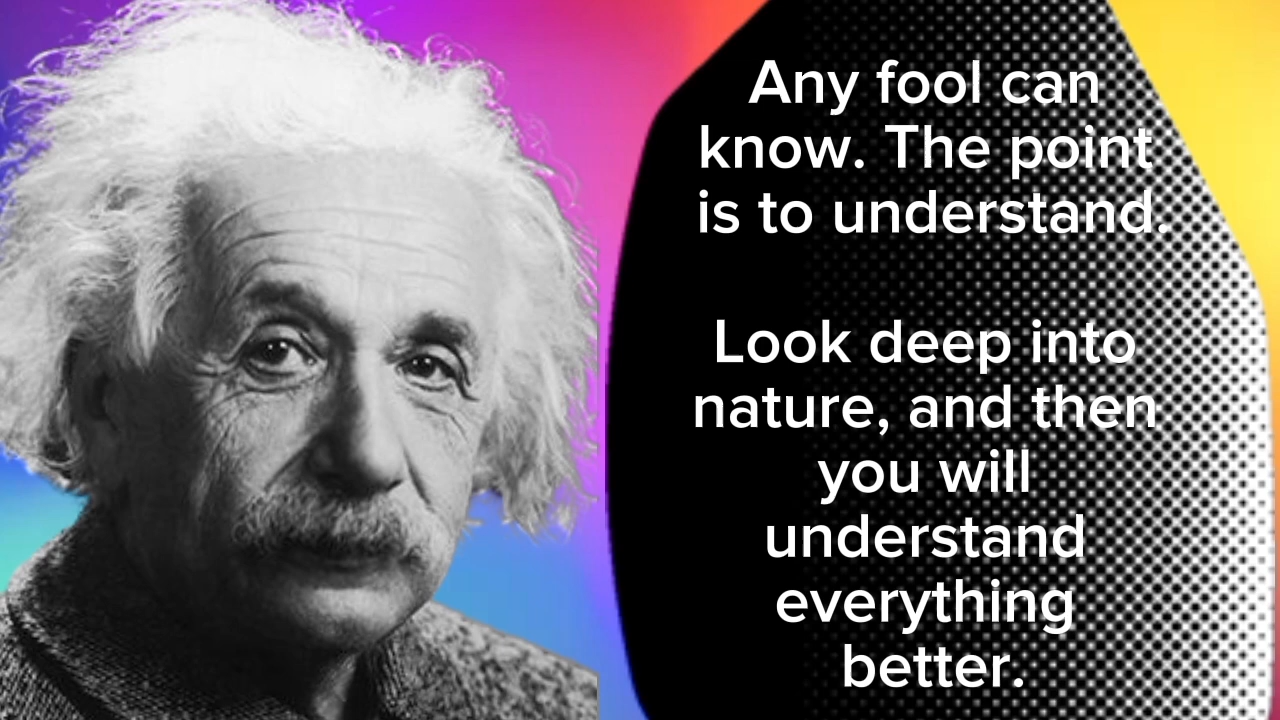 Any fool can
know. The point
is to understand.
Look deep into
nature, and then
you will
understand
everything
better.